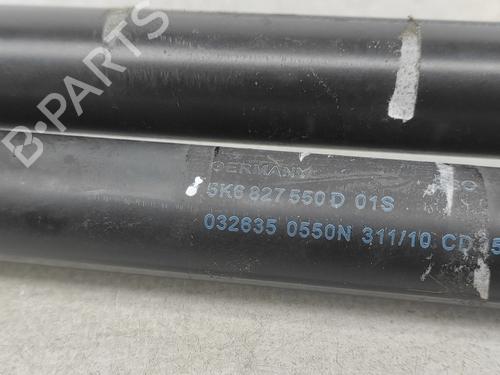 GERMANY
5K6 827 550 D 01S
032635 0550N 311/10 CD
B-Parts